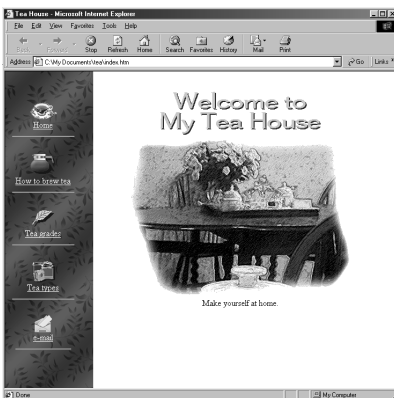 Tea House - Microsoft Internet Explorer
File Edit View Favorites Tools Help
Back Forward Stop Refresh Home Search Favorites History Mail Print
Address C:\My Documents\tea\index.htm Go Links
Welcome to
My Tea House
Home
How to brew tea
Tea grades
Tea types
e-mail
Make yourself at home.
Done My Computer